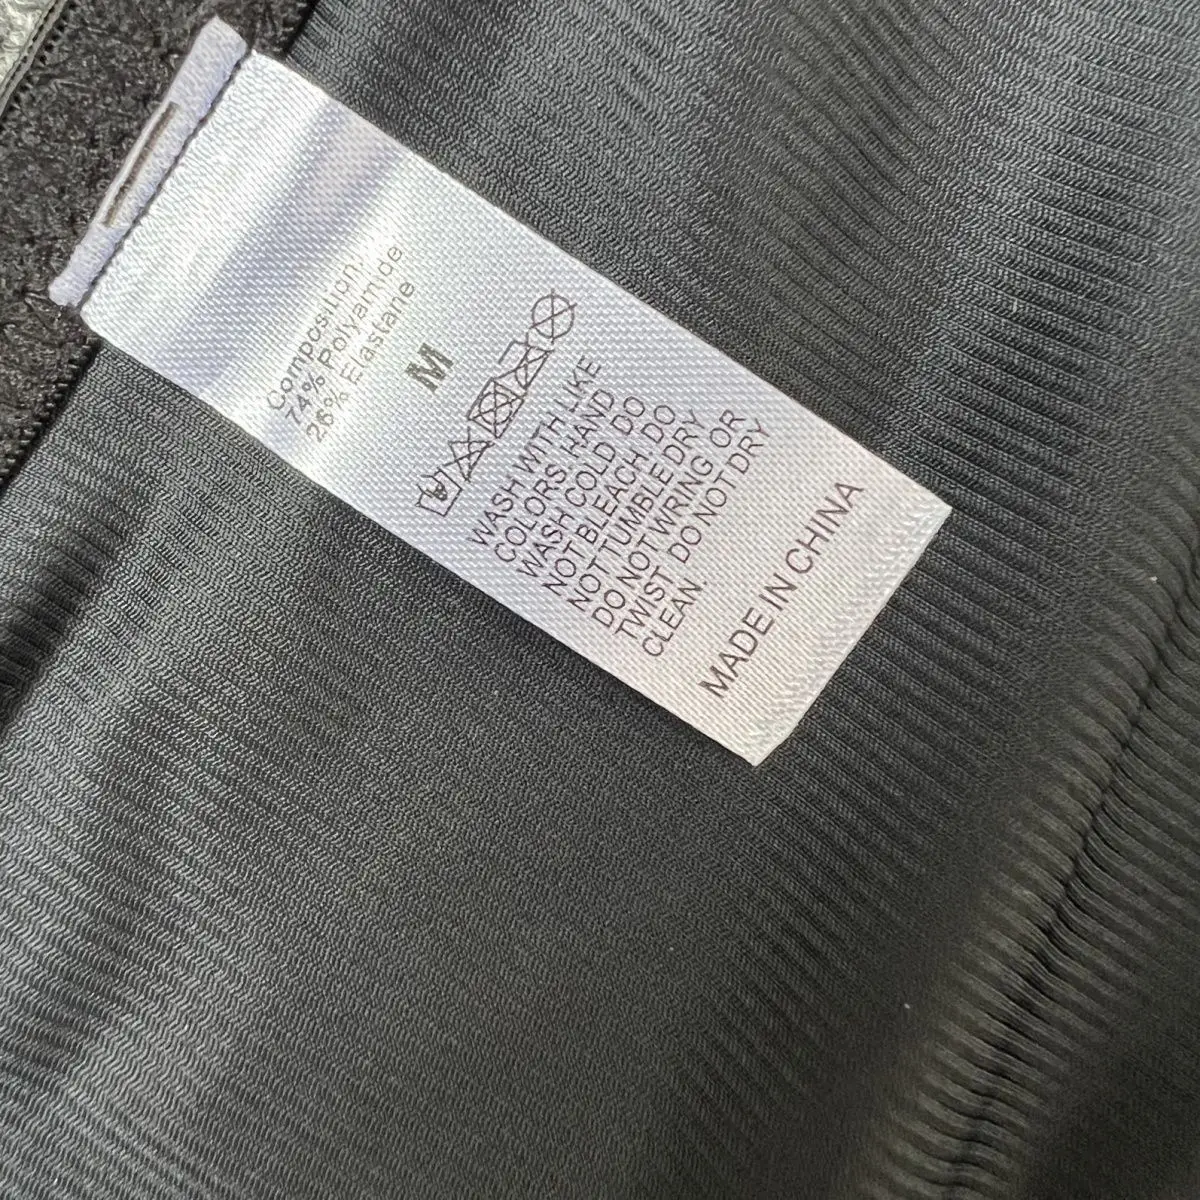 Composition:
74% Polyamide
26% Elastane
M
WASH WITH LIKE
COLORS. HAND
WASH COLD DO
NOT BLEACH. DO
NOT TUMBLE DRY
DO NOT WRING OR
TWIST DO NOT DRY
CLEAN.
MADE IN CHINA